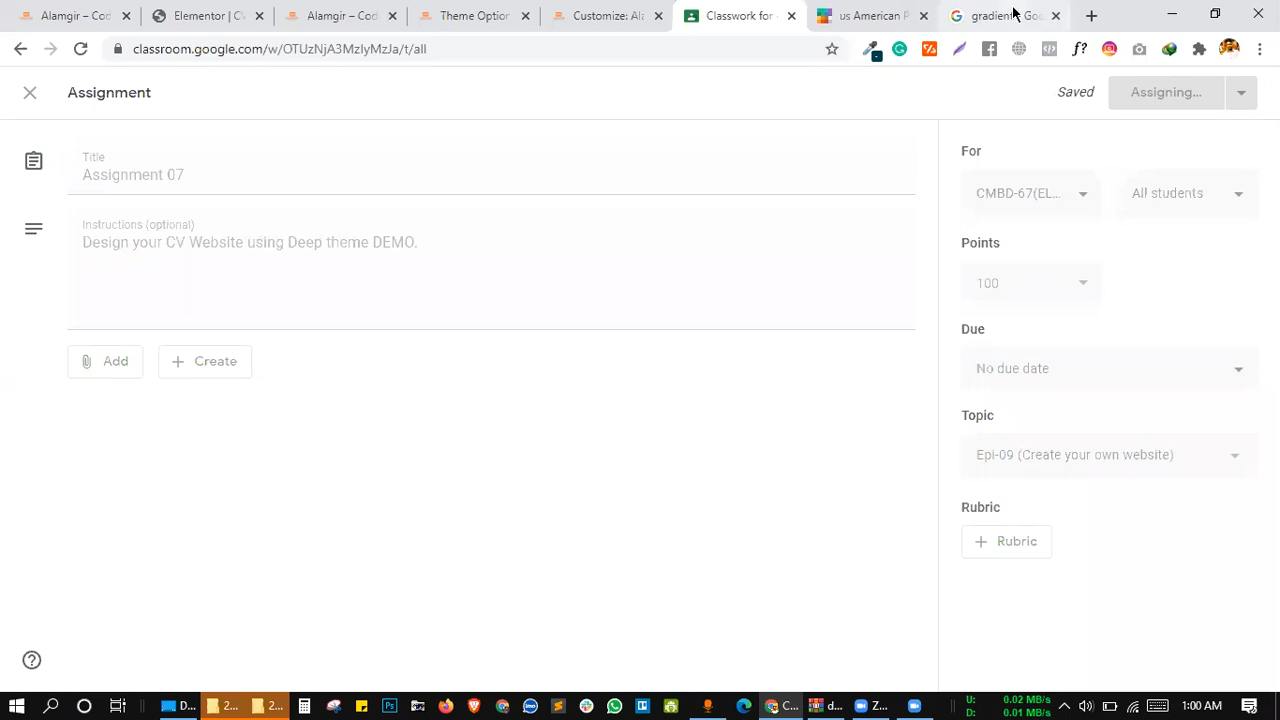 Alamgir – Cod
Elementor | C
Alamgir – Cod
Theme Option
Customize: Ala
Classwork for
us American P
gradient
classroom.google.com/w/OTUzNjA3MzIyMzJa/t/all
Assignment
Saved
Assigning...
Title
Assignment 07
Instructions (optional)
Design your CV Website using Deep theme DEMO.
Add
Create
For
CMBD-67(EL...
All students
Points
100
Due
No due date
Topic
Epi-09 (Create your own website)
Rubric
Rubric
D...
2...
2...
C...
d...
Z...
U: 0.02 MB/s
D: 0.01 MB/s
1:00 AM